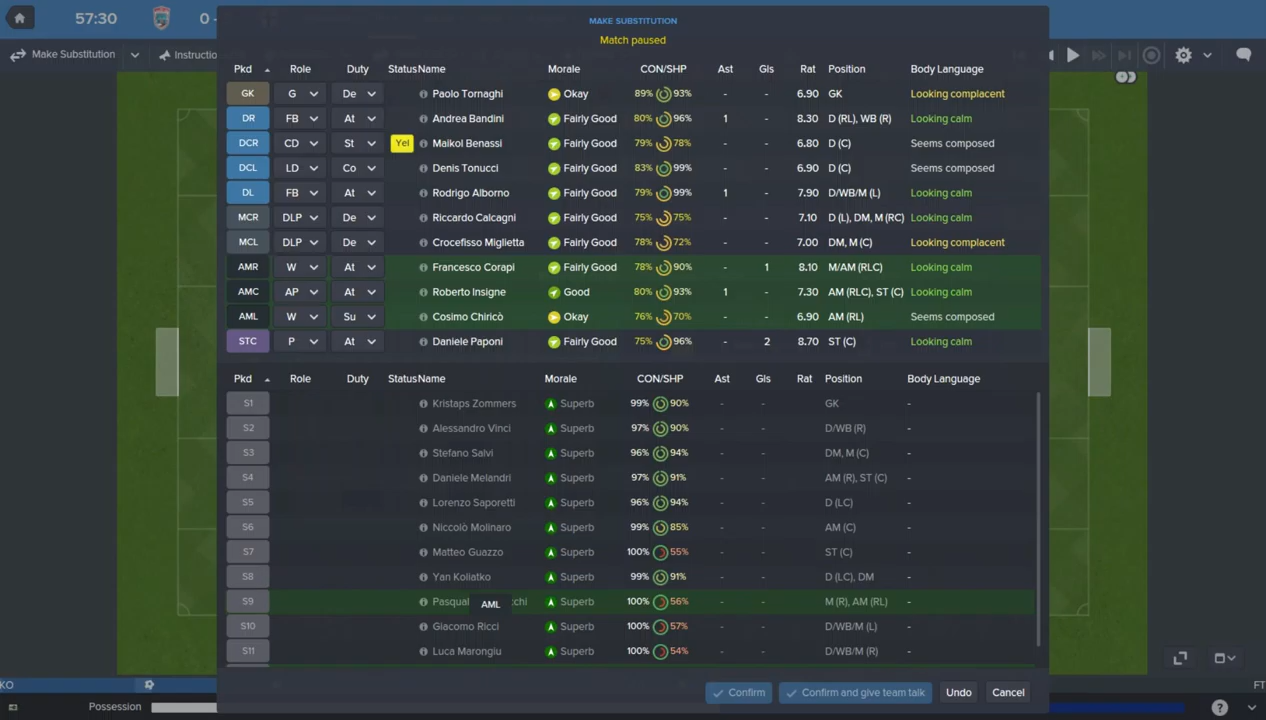 57:30
0 -
MAKE SUBSTITUTION
Match paused
Make Substitution
Instructio
Pkd Role Duty Status Name Morale CON/SHP Ast Gls Rat Position Body Language
GK G De Paolo Tornaghi Okay 89% 93% - - 6.90 GK Looking complacent
DR FB At Andrea Bandini Fairly Good 80% 96% 1 - 8.30 D (RL), WB (R) Looking calm
DCR CD St Yel Maikol Benassi Fairly Good 79% 78% - - 6.80 D (C) Seems composed
DCL LD Co Denis Tonucci Fairly Good 83% 99% - - 6.90 D (C) Seems composed
DL FB At Rodrigo Alborno Fairly Good 79% 99% 1 - 7.90 D/WB/M (L) Looking calm
MCR DLP De Riccardo Calcagni Fairly Good 75% 75% - - 7.10 D (L), DM, M (RC) Looking calm
MCL DLP De Crocefisso Miglietta Fairly Good 78% 72% - - 7.00 DM, M (C) Looking complacent
AMR W At Francesco Corapi Fairly Good 78% 90% - 1 8.10 M/AM (RLC) Looking calm
AMC AP At Roberto Insigne Good 80% 93% 1 - 7.30 AM (RLC), ST (C) Looking calm
AML W Su Cosimo Chiricò Okay 76% 70% - - 6.90 AM (RL) Seems composed
STC P At Daniele Paponi Fairly Good 75% 96% - 2 8.70 ST (C) Looking calm
Pkd Role Duty Status Name Morale CON/SHP Ast Gls Rat Position Body Language
S1 Kristaps Zommers Superb 99% 90% - - - GK -
S2 Alessandro Vinci Superb 97% 90% - - - D/WB (R) -
S3 Stefano Salvi Superb 96% 94% - - - DM, M (C) -
S4 Daniele Melandri Superb 97% 91% - - - AM (R), ST (C) -
S5 Lorenzo Saporetti Superb 96% 94% - - - D (LC) -
S6 Niccolò Molinaro Superb 99% 85% - - - AM (C) -
S7 Matteo Guazzo Superb 100% 55% - - - ST (C) -
S8 Yan Koliatko Superb 99% 91% - - - D (LC), DM -
S9 Pasqual AML chi Superb 100% 56% - - - M (R), AM (RL) -
S10 Giacomo Ricci Superb 100% 57% - - - D/WB/M (L) -
S11 Luca Marongiu Superb 100% 54% - - - D/WB/M (R) -
Confirm Confirm and give team talk Undo Cancel
KO FT
Possession